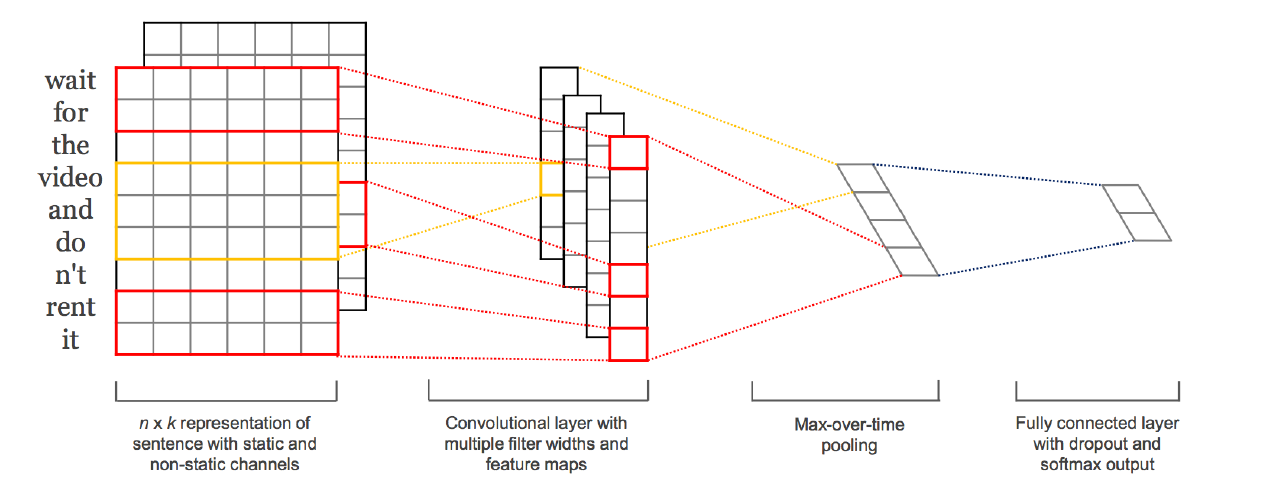 wait
for
the
video
and
do
n't
rent
it
n x k representation of
sentence with static and
non-static channels
Convolutional layer with
multiple filter widths and
feature maps
Max-over-time
pooling
Fully connected layer
with dropout and
softmax output